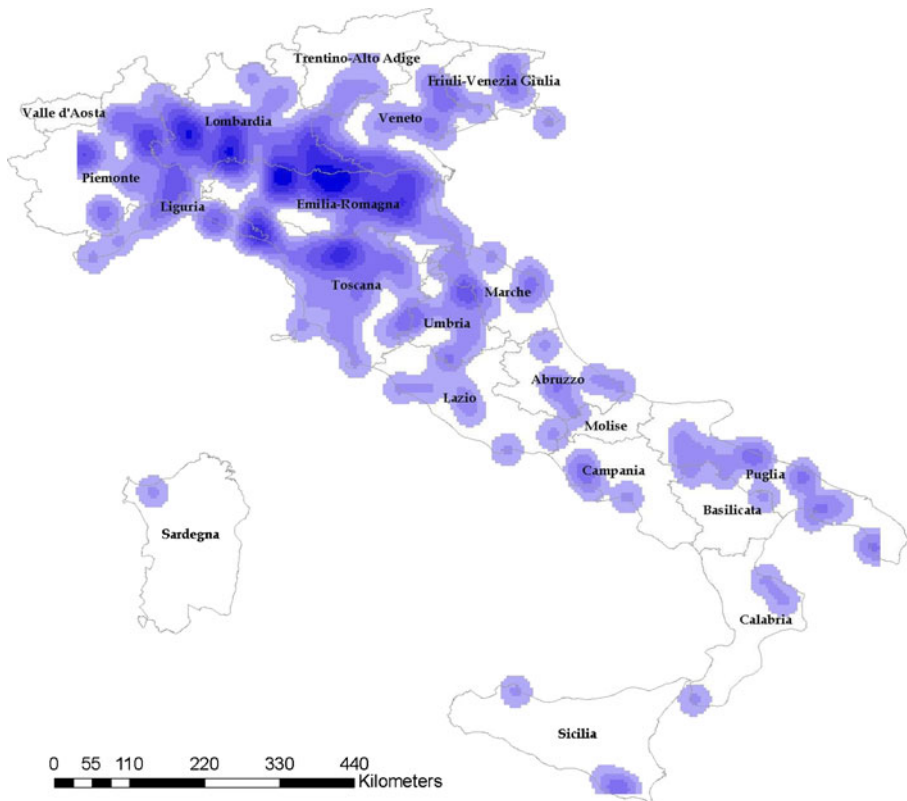 Trentino-Alto Adige
Friuli-Venezia Giulia
Valle d'Aosta
Lombardia
Veneto
Piemonte
Liguria
Emilia-Romagna
Toscana
Marche
Umbria
Abruzzo
Lazio
Molise
Campania
Puglia
Basilicata
Sardegna
Calabria
Sicilia
0 55 110 220 330 440
Kilometers